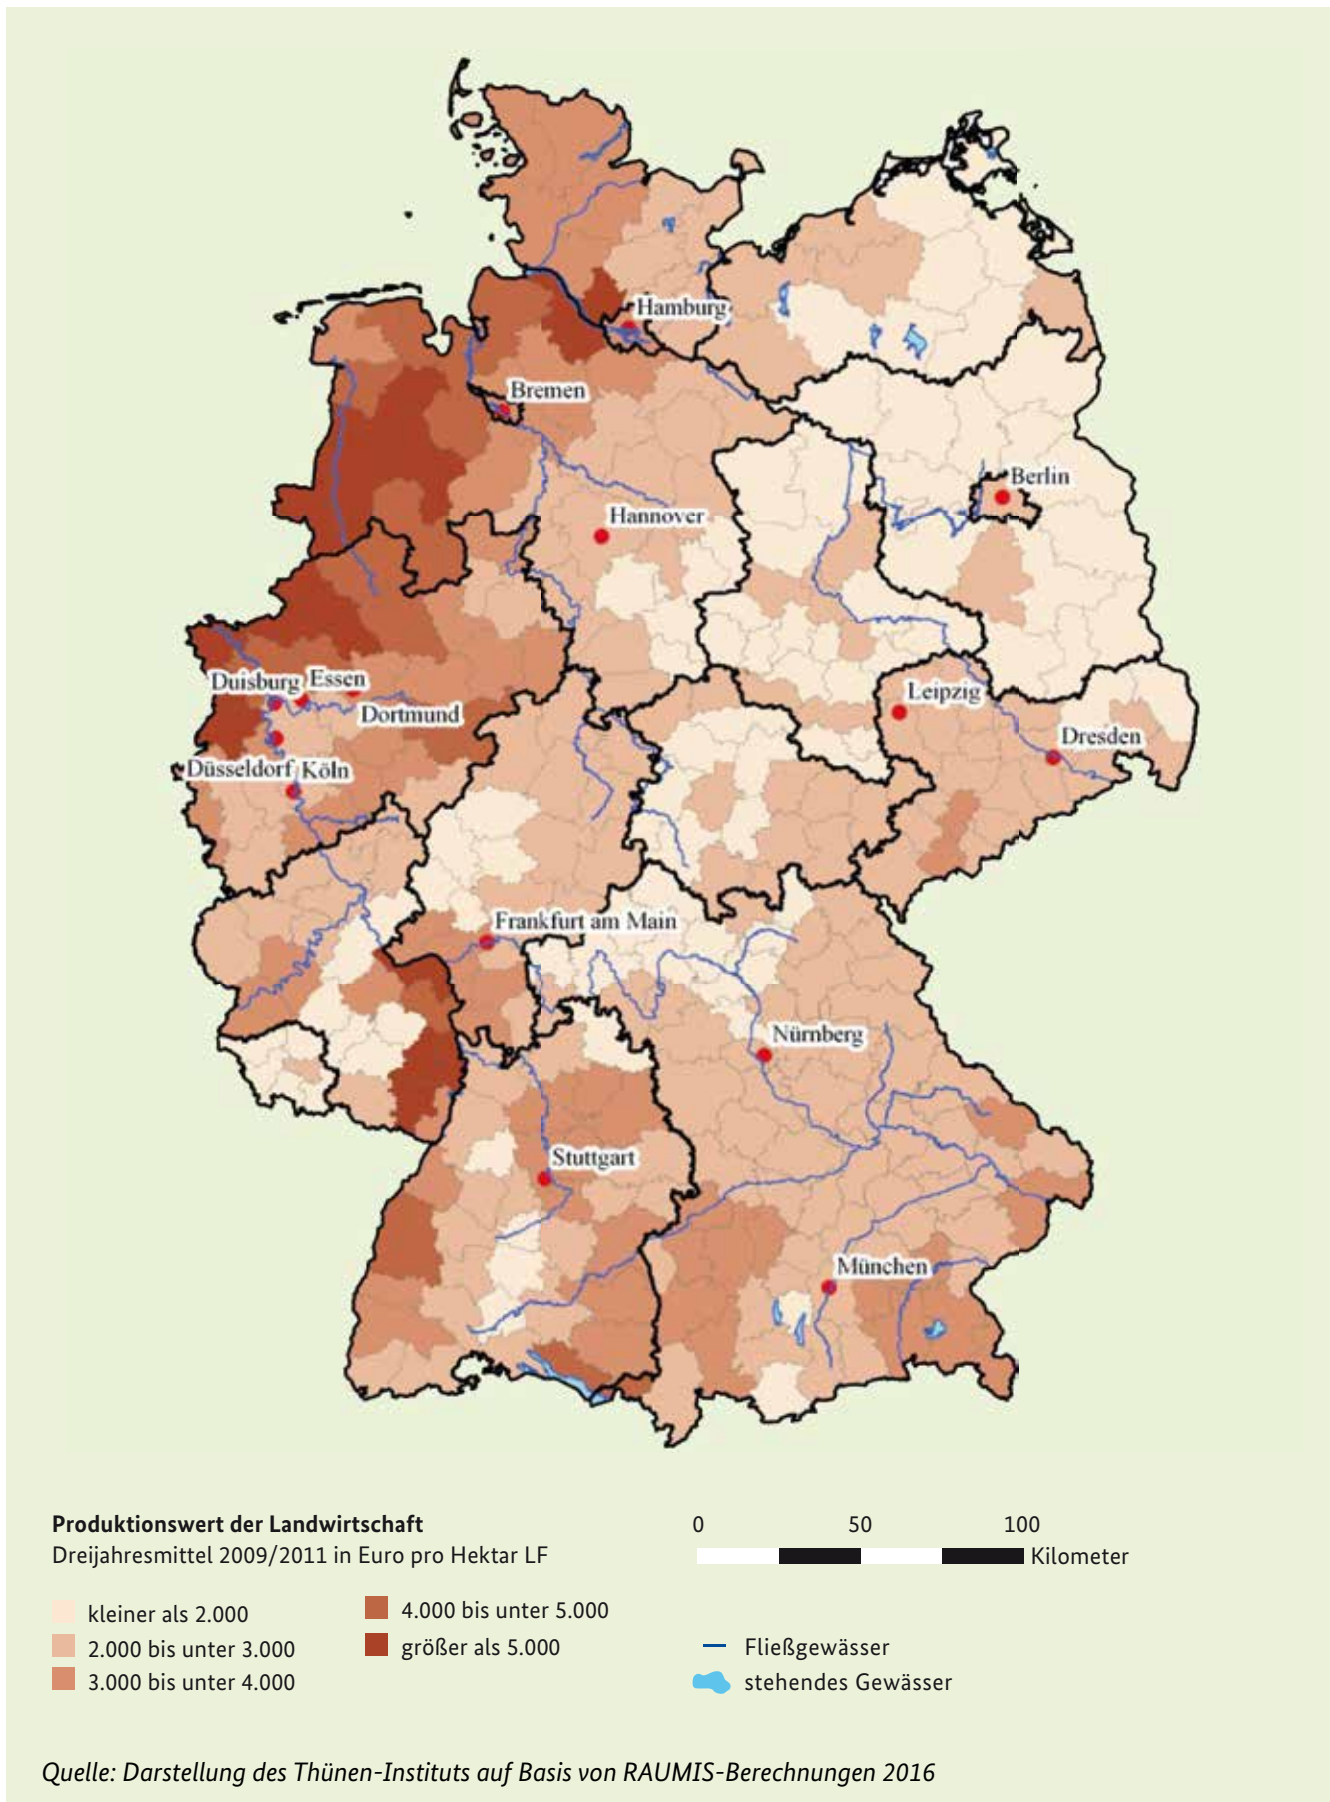 Hamburg
Bremen
Berlin
Hannover
Duisburg
Essen
Dortmund
Leipzig
Dresden
Düsseldorf
Köln
Frankfurt am Main
Nürnberg
Stuttgart
München
Produktionswert der Landwirtschaft
Dreijahresmittel 2009/2011 in Euro pro Hektar LF
kleiner als 2.000
2.000 bis unter 3.000
3.000 bis unter 4.000
4.000 bis unter 5.000
größer als 5.000
0 50 100
Kilometer
Fließgewässer
stehendes Gewässer
Quelle: Darstellung des Thünen-Instituts auf Basis von RAUMIS-Berechnungen 2016